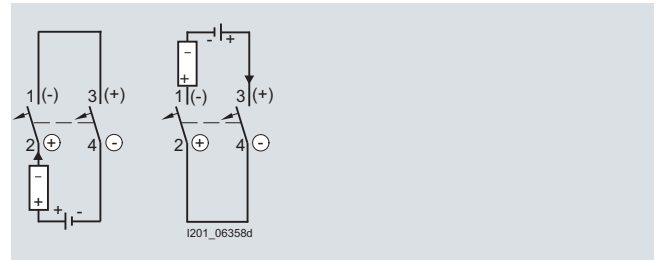 - +
-
+
1 (-) 3 (+) 1 (-) 3 (+)
2 + 4 - 2 + 4 -
-
+
+ -
I201_06358d